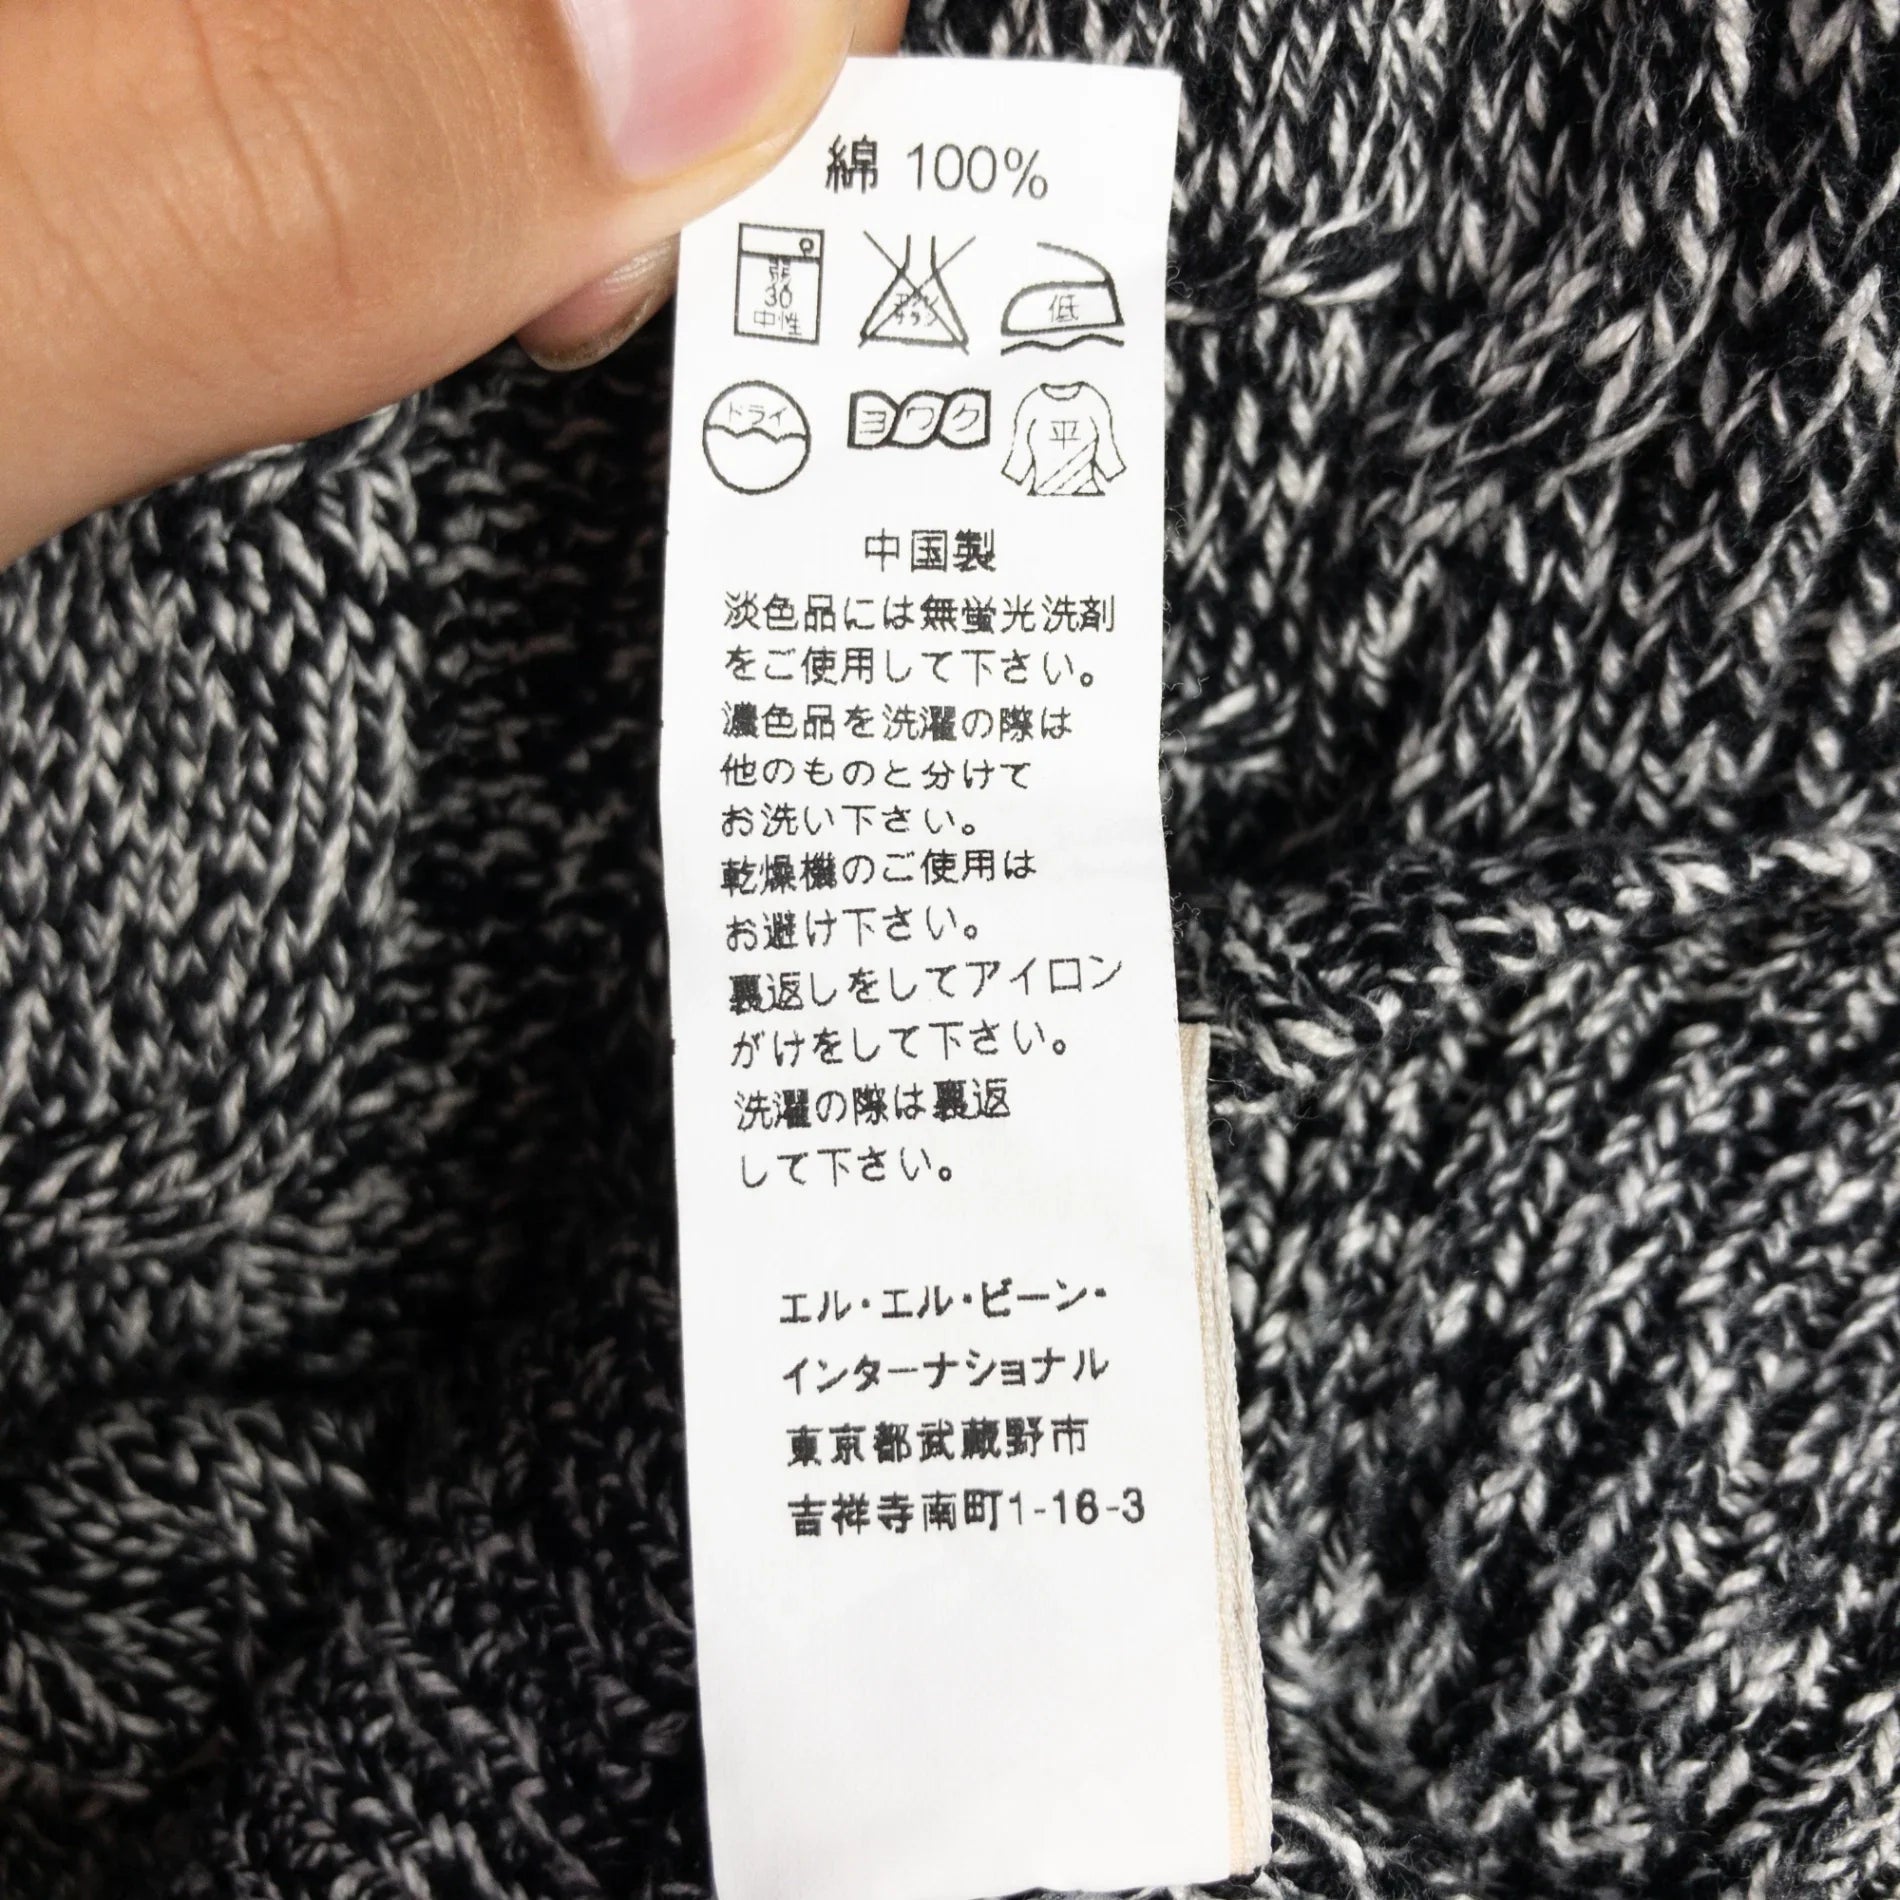 綿 100%
弱
30
中性
エンソ
サラシ
低
ドライ
ヨワク
平
中国製
淡色品には無蛍光洗剤
をご使用して下さい。
濃色品を洗濯の際は
他のものと分けて
お洗い下さい。
乾燥機のご使用は
お避け下さい。
裏返しをしてアイロン
がけをして下さい。
洗濯の際は裏返
して下さい。
エル・エル・ビーン・
インターナショナル
東京都武蔵野市
吉祥寺南町1-16-3